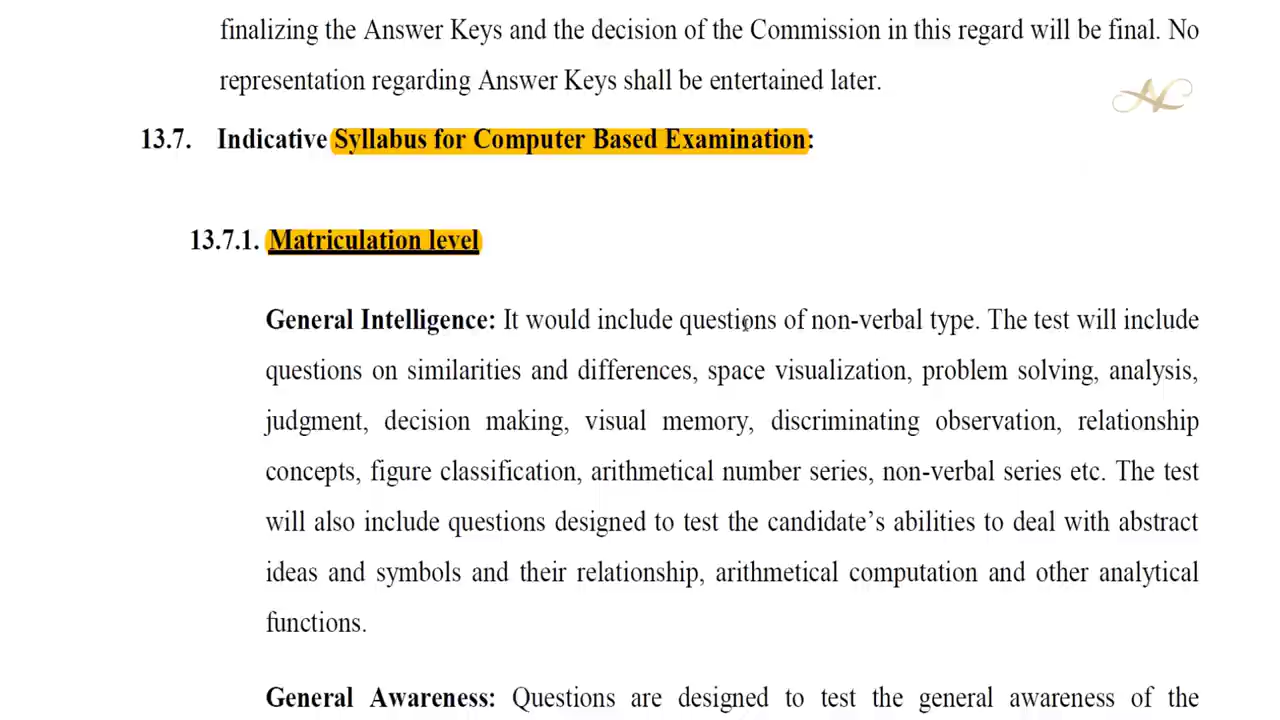 finalizing the Answer Keys and the decision of the Commission in this regard will be final. No
representation regarding Answer Keys shall be entertained later.
13.7. Indicative Syllabus for Computer Based Examination:
13.7.1. Matriculation level
General Intelligence: It would include questions of non-verbal type. The test will include
questions on similarities and differences, space visualization, problem solving, analysis,
judgment, decision making, visual memory, discriminating observation, relationship
concepts, figure classification, arithmetical number series, non-verbal series etc. The test
will also include questions designed to test the candidate’s abilities to deal with abstract
ideas and symbols and their relationship, arithmetical computation and other analytical
functions.
General Awareness: Questions are designed to test the general awareness of the